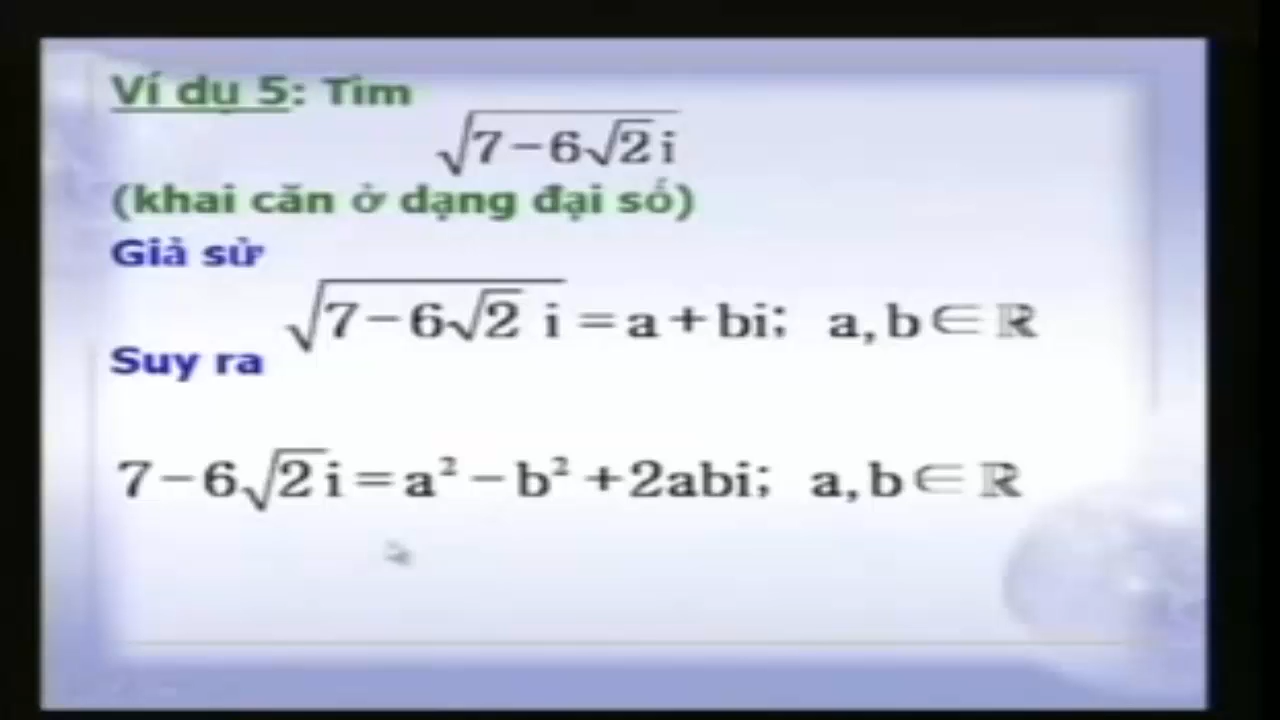 Ví dụ 5: Tìm
√(7−6√2 i)
(khai căn ở dạng đại số)
Giả sử
√(7−6√2 i) = a + bi; a, b ∈ ℝ
Suy ra
7−6√2 i = a² − b² + 2abi; a, b ∈ ℝ